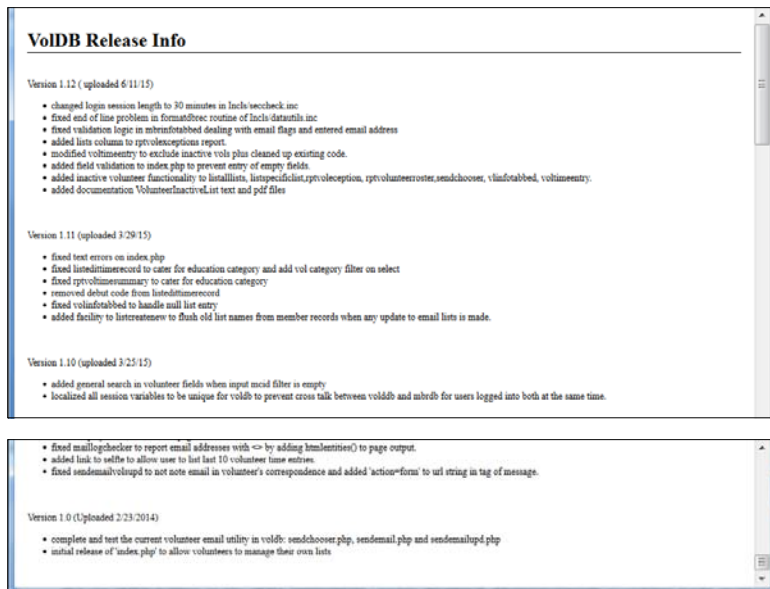 VolDB Release Info
Version 1.12 ( uploaded 6/11/15)
• changed login session length to 30 minutes in Incls/seccheck.inc
• fixed end of line problem in formatdbrec routine of Incls/datautils.inc
• fixed validation logic in mbrinfotabbed dealing with email flags and entered email address
• added lists column to rptvolexceptions report.
• modified voltimeentry to exclude inactive vols plus cleaned up existing code.
• added field validation to index.php to prevent entry of empty fields.
• added inactive volunteer functionality to listalllists, listspecificlist,rptvoleception, rptvolunteerroster,sendchooser, vlinfotabbed, voltimeentry.
• added documentation VolunteerInactiveList text and pdf files
Version 1.11 (uploaded 3/29/15)
• fixed text errors on index.php
• fixed listedittimerecord to cater for education category and add vol category filter on select
• fixed rptvoltimesummary to cater for education category
• removed debut code from listedittimerecord
• fixed volinfotabbed to handle null list entry
• added facility to listcreatenew to flush old list names from member records when any update to email lists is made.
Version 1.10 (uploaded 3/25/15)
• added general search in volunteer fields when input mcid filter is empty
• localized all session variables to be unique for voldb to prevent cross talk between volddb and mbrdb for users logged into both at the same time.
• fixed maillogchecker to report email addresses with <> by adding htmlentities() to page output.
• added link to selfte to allow user to list last 10 volunteer time entries.
• fixed sendemailvolsupd to not note email in volunteer's correspondence and added 'action=form' to url string in tag of message.
Version 1.0 (Uploaded 2/23/2014)
• complete and test the current volunteer email utility in voldb: sendchooser.php, sendemail.php and sendemailupd.php
• initial release of 'index.php' to allow volunteers to manage their own lists